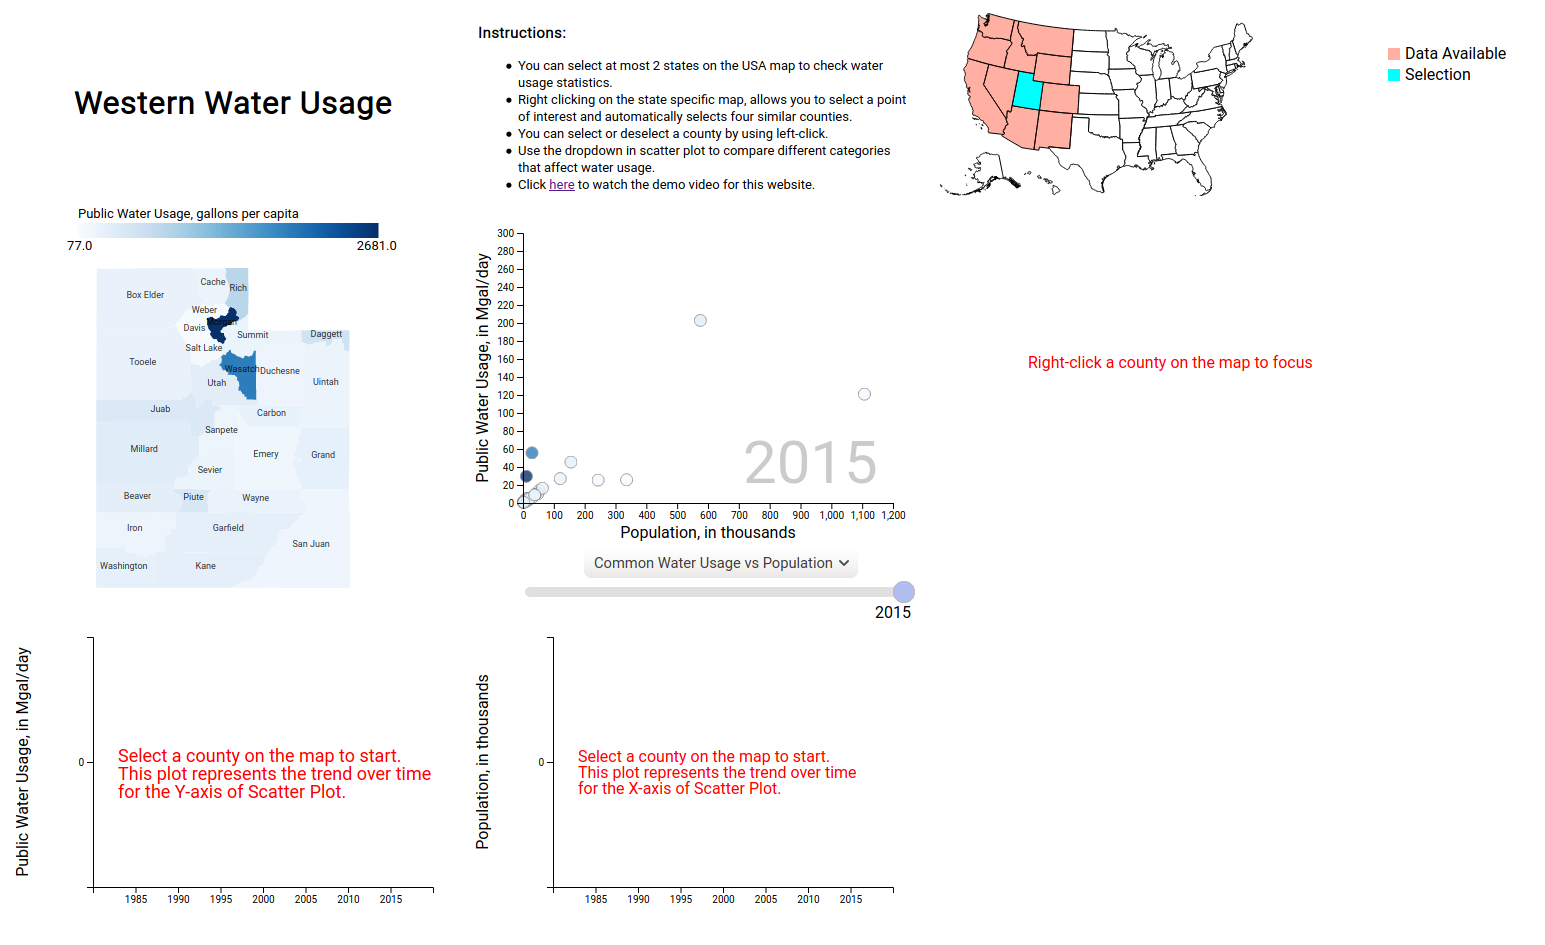 Western Water Usage
Instructions:
You can select at most 2 states on the USA map to check water
usage statistics.
Right clicking on the state specific map, allows you to select a point
of interest and automatically selects four similar counties.
You can select or deselect a county by using left-click.
Use the dropdown in scatter plot to compare different categories
that affect water usage.
Click here to watch the demo video for this website.
Data Available
Selection
Public Water Usage, gallons per capita
77.0 2681.0
Cache
Rich
Box Elder
Weber
Morgan
Davis
Summit
Daggett
Salt Lake
Tooele
Wasatch
Duchesne
Utah
Uintah
Juab
Carbon
Sanpete
Millard
Emery
Grand
Sevier
Beaver
Piute
Wayne
Iron
Garfield
San Juan
Washington
Kane
Public Water Usage, in Mgal/day
300
280
260
240
220
200
180
160
140
120
100
80
60
40
20
0
2015
0 100 200 300 400 500 600 700 800 900 1,000 1,100 1,200
Population, in thousands
Common Water Usage vs Population
2015
Right-click a county on the map to focus
Public Water Usage, in Mgal/day
0
Select a county on the map to start.
This plot represents the trend over time
for the Y-axis of Scatter Plot.
1985 1990 1995 2000 2005 2010 2015
Population, in thousands
0
Select a county on the map to start.
This plot represents the trend over time
for the X-axis of Scatter Plot.
1985 1990 1995 2000 2005 2010 2015